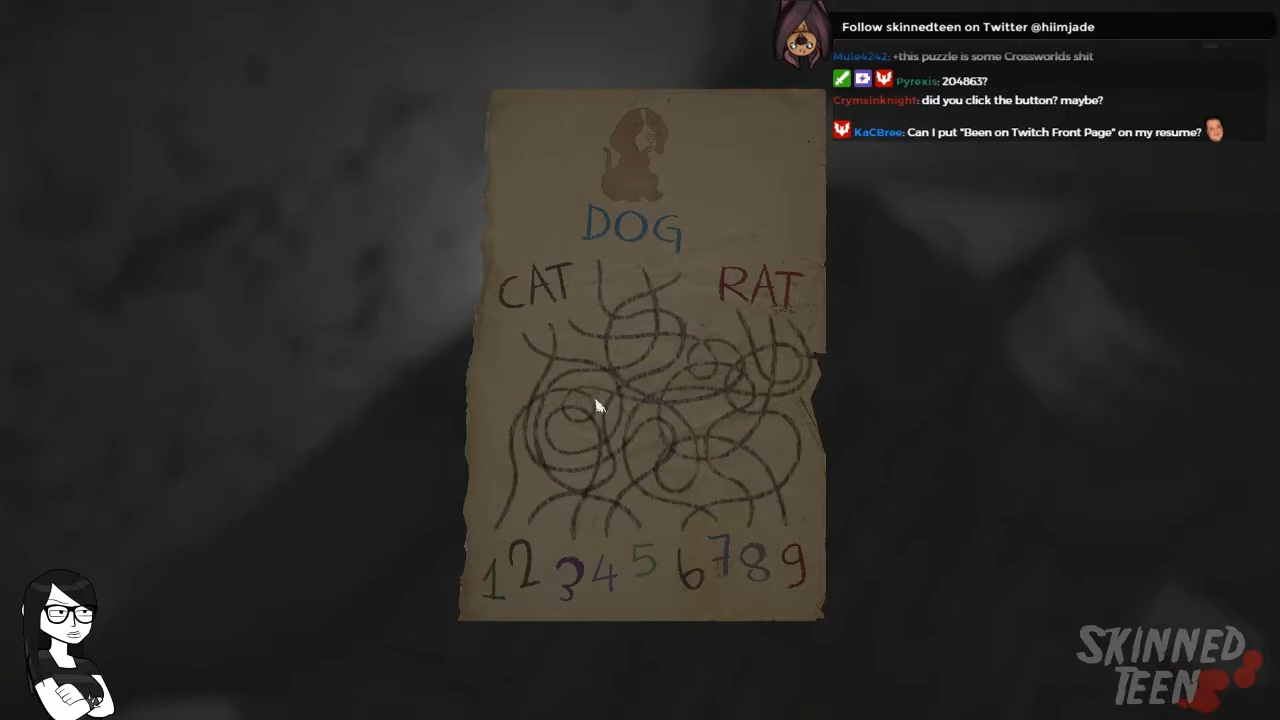 Follow skinnedteen on Twitter @hiimjade
Mule4242: +this puzzle is some Crossworlds shit
Pyrexis: 204863?
Crymsinknight: did you click the button? maybe?
KaCBree: Can I put "Been on Twitch Front Page" on my resume?
DOG
CAT RAT
1 2 3 4 5 6 7 8 9
SKINNED
TEEN